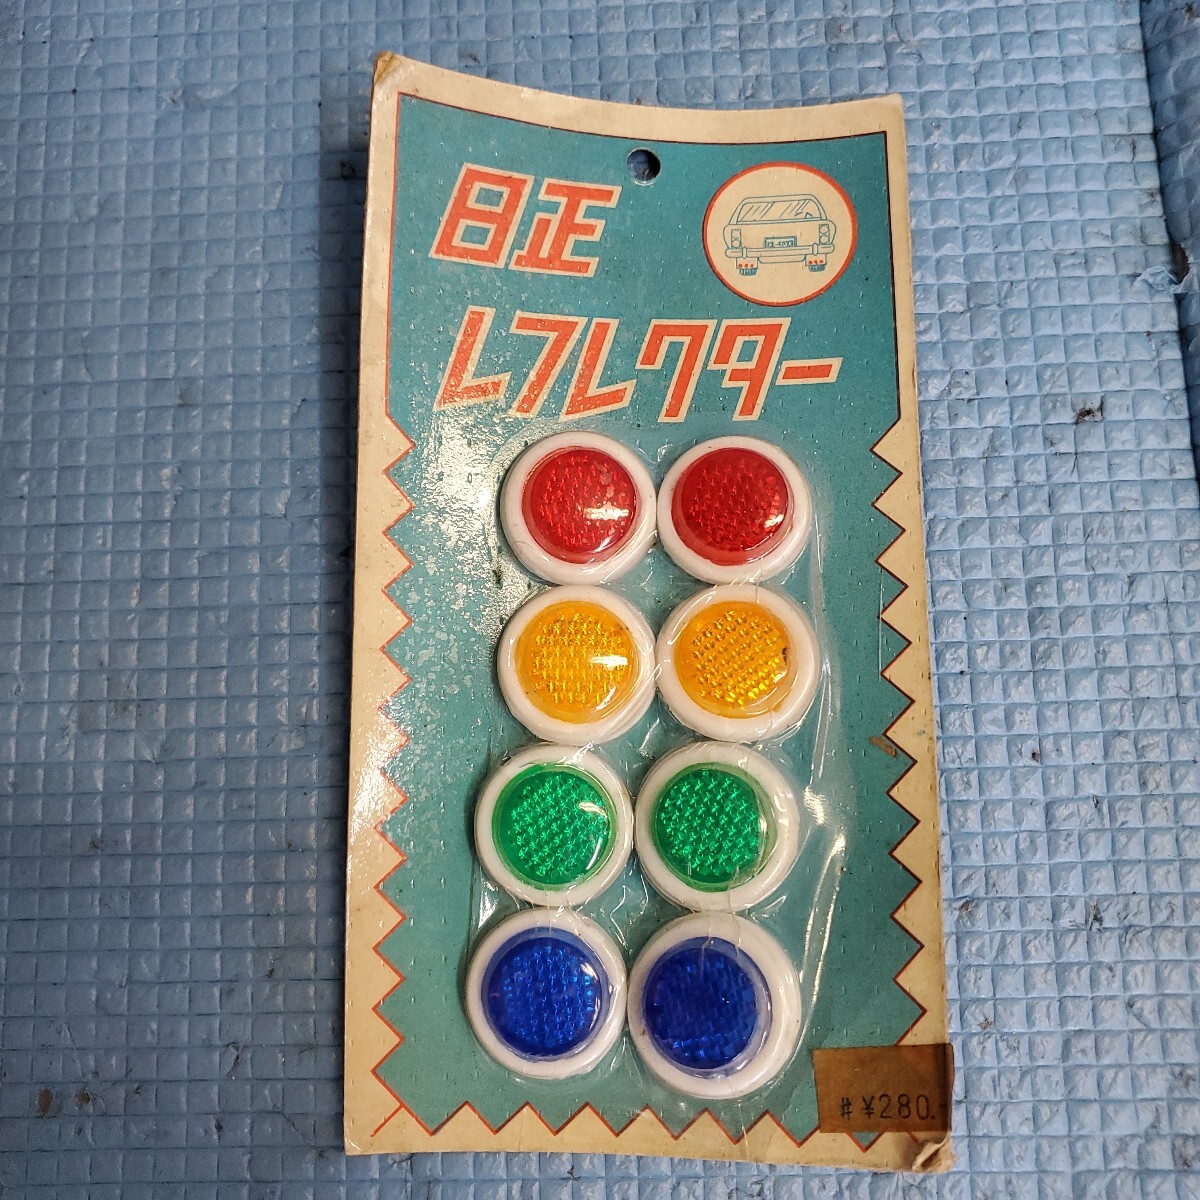 日正
レフレクター
# ¥280.-